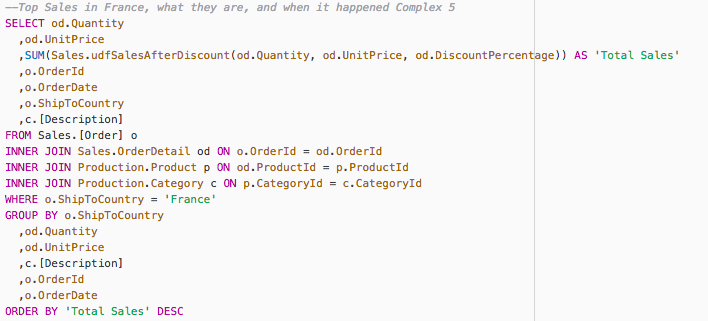 --Top Sales in France, what they are, and when it happened Complex 5
SELECT od.Quantity
,od.UnitPrice
,SUM(Sales.udfSalesAfterDiscount(od.Quantity, od.UnitPrice, od.DiscountPercentage)) AS 'Total Sales'
,o.OrderId
,o.OrderDate
,o.ShipToCountry
,c.[Description]
FROM Sales.[Order] o
INNER JOIN Sales.OrderDetail od ON o.OrderId = od.OrderId
INNER JOIN Production.Product p ON od.ProductId = p.ProductId
INNER JOIN Production.Category c ON p.CategoryId = c.CategoryId
WHERE o.ShipToCountry = 'France'
GROUP BY o.ShipToCountry
,od.Quantity
,od.UnitPrice
,c.[Description]
,o.OrderId
,o.OrderDate
ORDER BY 'Total Sales' DESC